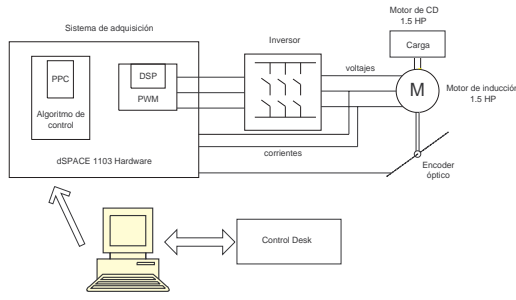 Motor de CD
1.5 HP
Sistema de adquisición
Inversor
Carga
PPC
DSP
PWM
voltajes
M
Motor de inducción
1.5 HP
Algoritmo de
control
dSPACE 1103 Hardware
corrientes
Encoder
óptico
Control Desk